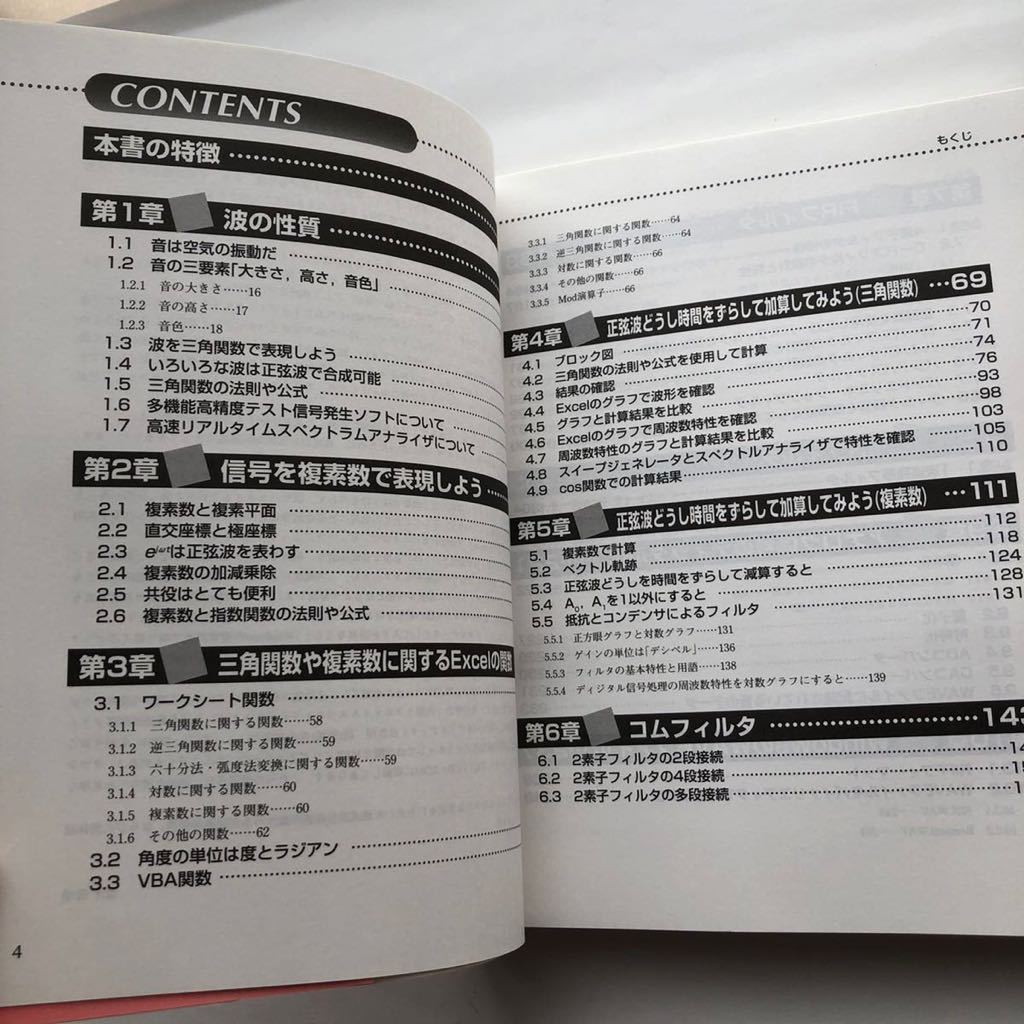 CONTENTS
本書の特徴
第1章 波の性質
1.1 音は空気の振動だ
1.2 音の三要素「大きさ,高さ,音色」
1.2.1 音の大きさ……16
1.2.2 音の高さ……17
1.2.3 音色……18
1.3 波を三角関数で表現しよう
1.4 いろいろな波は正弦波で合成可能
1.5 三角関数の法則や公式
1.6 多機能高精度テスト信号発生ソフトについて
1.7 高速リアルタイムスペクトラムアナライザについて
第2章 信号を複素数で表現しよう
2.1 複素数と複素平面
2.2 直交座標と極座標
2.3 e^jωtは正弦波を表わす
2.4 複素数の加減乗除
2.5 共役はとても便利
2.6 複素数と指数関数の法則や公式
第3章 三角関数や複素数に関するExcelの関数
3.1 ワークシート関数
3.1.1 三角関数に関する関数……58
3.1.2 逆三角関数に関する関数……59
3.1.3 六十分法・弧度法変換に関する関数……59
3.1.4 対数に関する関数……60
3.1.5 複素数に関する関数……60
3.1.6 その他の関数……62
3.2 角度の単位は度とラジアン
3.3 VBA関数
4
もくじ
3.3.1 三角関数に関する関数……64
3.3.2 逆三角関数に関する関数……64
3.3.3 対数に関する関数……66
3.3.4 その他の関数……66
3.3.5 Mod演算子……66
第4章 正弦波どうし時間をずらして加算してみよう(三角関数) …69
4.1 ブロック図 70
4.2 三角関数の法則や公式を使用して計算 71
4.3 結果の確認 74
4.4 Excelのグラフで波形を確認 76
4.5 グラフと計算結果を比較 93
4.6 Excelのグラフで周波数特性を確認 98
4.7 周波数特性のグラフと計算結果を比較 103
4.8 スイープジェネレータとスペクトルアナライザで特性を確認 105
4.9 cos関数での計算結果 110
第5章 正弦波どうし時間をずらして加算してみよう(複素数) …111
5.1 複素数で計算 112
5.2 ベクトル軌跡 118
5.3 正弦波どうしを時間をずらして減算すると 124
5.4 A₀,A₁を1以外にすると 128
5.5 抵抗とコンデンサによるフィルタ 131
5.5.1 正方眼グラフと対数グラフ……131
5.5.2 ゲインの単位は「デシベル」……136
5.5.3 フィルタの基本特性と用語……138
5.5.4 ディジタル信号処理の周波数特性を対数グラフにすると……139
第6章 コムフィルタ
6.1 2素子フィルタの2段接続
6.2 2素子フィルタの4段接続
6.3 2素子フィルタの多段接続